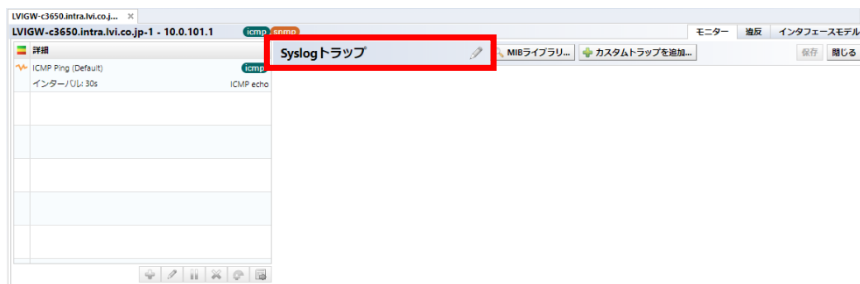 LVIGW-c3650.intra.lvi.co.j...
LVIGW-c3650.intra.lvi.co.jp-1 - 10.0.101.1 icmp snmp モニター 違反 インタフェースモデル
詳細 Syslogトラップ MIBライブラリ... カスタムトラップを追加... 保存 閉じる
ICMP Ping (Default) icmp
インターバル: 30s ICMP echo